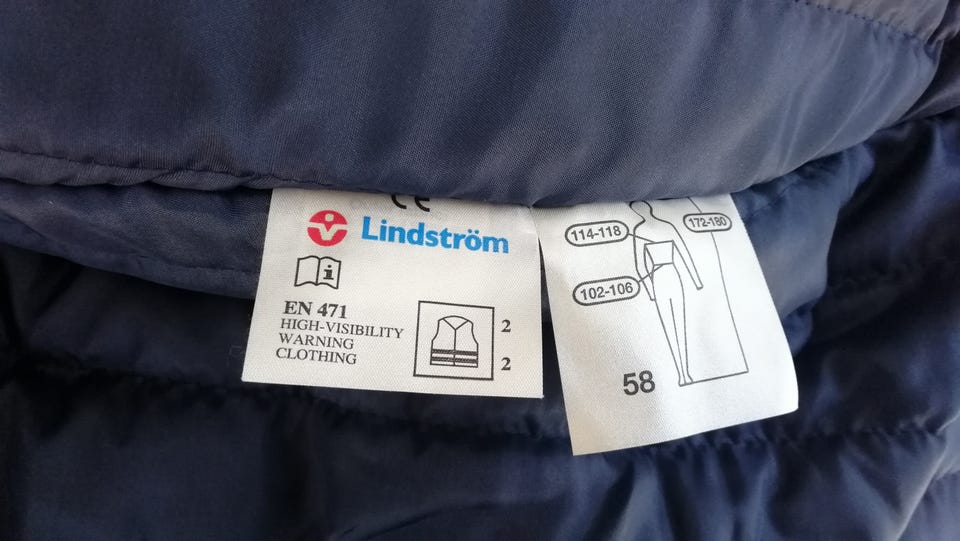 CE
Lindström
i
EN 471
HIGH-VISIBILITY
WARNING
CLOTHING
2
2
114-118
172-180
102-106
58